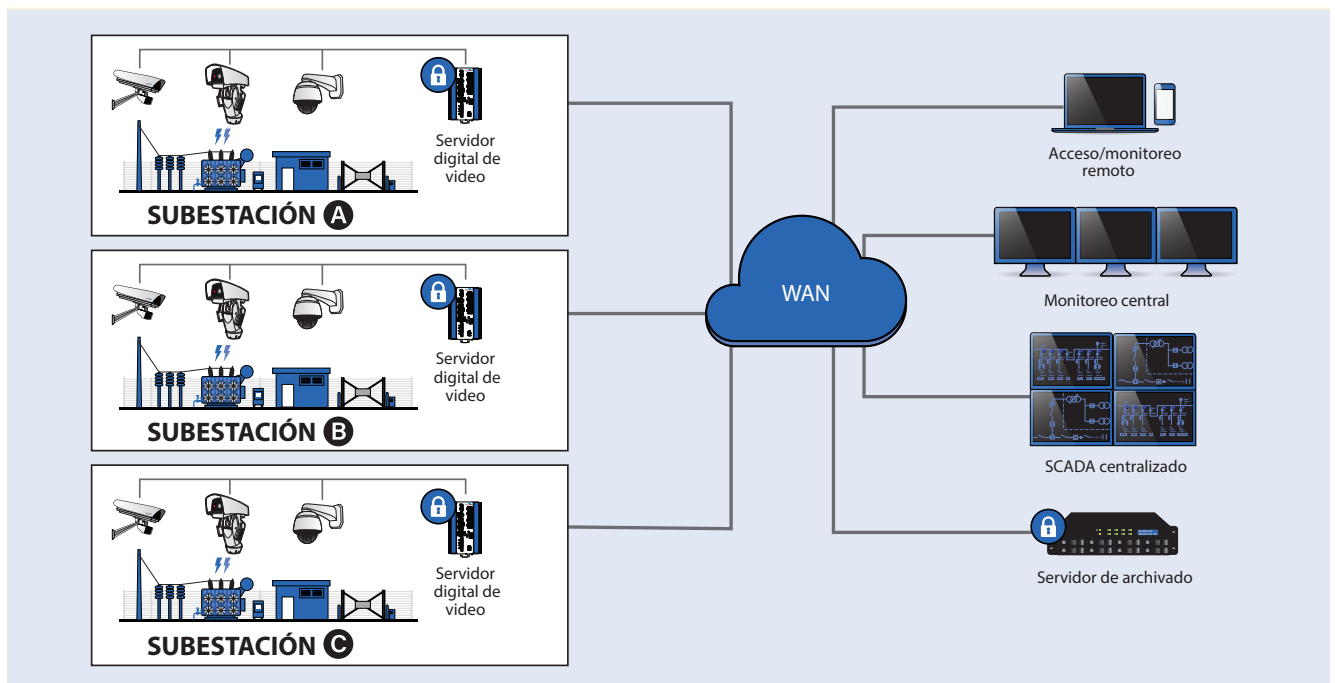 Servidor
digital de
video
SUBESTACIÓN A
Servidor
digital de
video
SUBESTACIÓN B
Servidor
digital de
video
SUBESTACIÓN C
WAN
Acceso/monitoreo
remoto
Monitoreo central
SCADA centralizado
Servidor de archivado